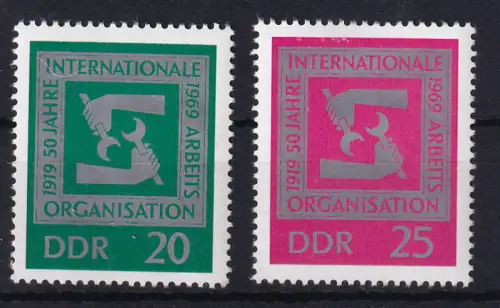 1919 50 JAHRE
INTERNATIONALE
1969 ARBEITS
ORGANISATION
DDR 20
1919 50 JAHRE
INTERNATIONALE
1969 ARBEITS
ORGANISATION
DDR 25